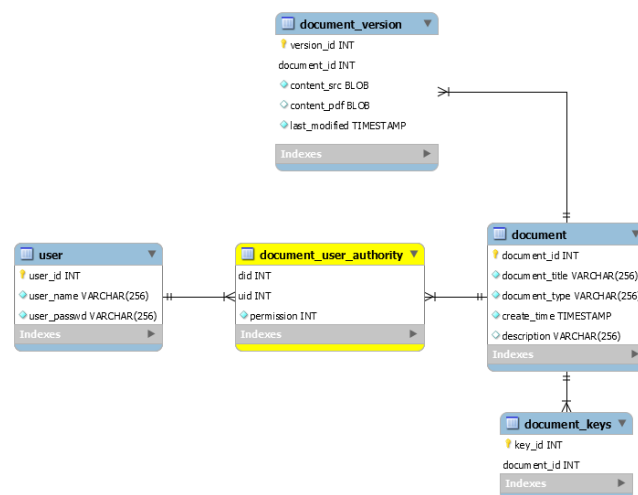 document_version
version_id INT
document_id INT
content_src BLOB
content_pdf BLOB
last_modified TIMESTAMP
Indexes
user
user_id INT
user_name VARCHAR(256)
user_passwd VARCHAR(256)
Indexes
document_user_authority
did INT
uid INT
permission INT
Indexes
document
document_id INT
document_title VARCHAR(256)
document_type VARCHAR(256)
create_time TIMESTAMP
description VARCHAR(256)
Indexes
document_keys
key_id INT
document_id INT
Indexes